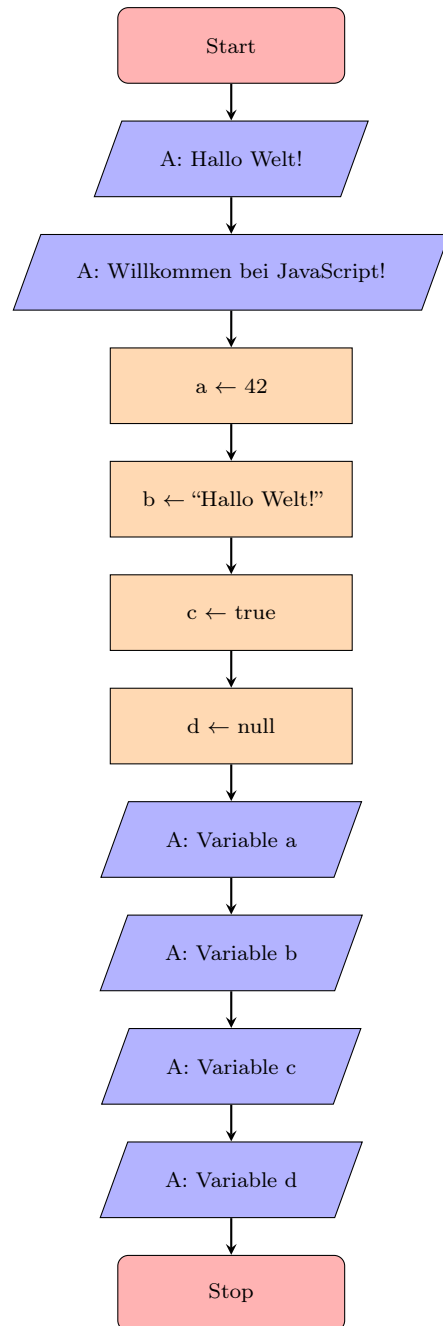 Start
A: Hallo Welt!
A: Willkommen bei JavaScript!
a ← 42
b ← “Hallo Welt!”
c ← true
d ← null
A: Variable a
A: Variable b
A: Variable c
A: Variable d
Stop